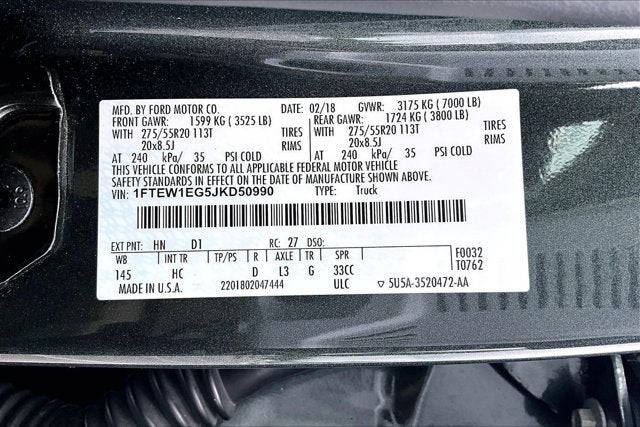 MFD. BY FORD MOTOR CO. DATE: 02/18 GVWR: 3175 KG ( 7000 LB)
FRONT GAWR: 1599 KG ( 3525 LB) REAR GAWR: 1724 KG ( 3800 LB)
WITH 275/55R20 113T TIRES WITH 275/55R20 113T TIRES
20x8.5J RIMS 20x8.5J RIMS
AT 240 kPa/ 35 PSI COLD AT 240 kPa/ 35 PSI COLD
THIS VEHICLE CONFORMS TO ALL APPLICABLE FEDERAL MOTOR VEHICLE
SAFETY STANDARDS IN EFFECT ON THE DATE OF MANUFACTURE SHOWN ABOVE.
VIN: 1FTEW1EG5JKD50990 TYPE: Truck
EXT PNT: HN D1 RC: 27 DSO: F0032
WB INT TR TP/PS R AXLE TR SPR T0762
145 HC D L3 G 33CC
MADE IN U.S.A. 2201802047444 ULC ▽ 5U5A-3520472-AA